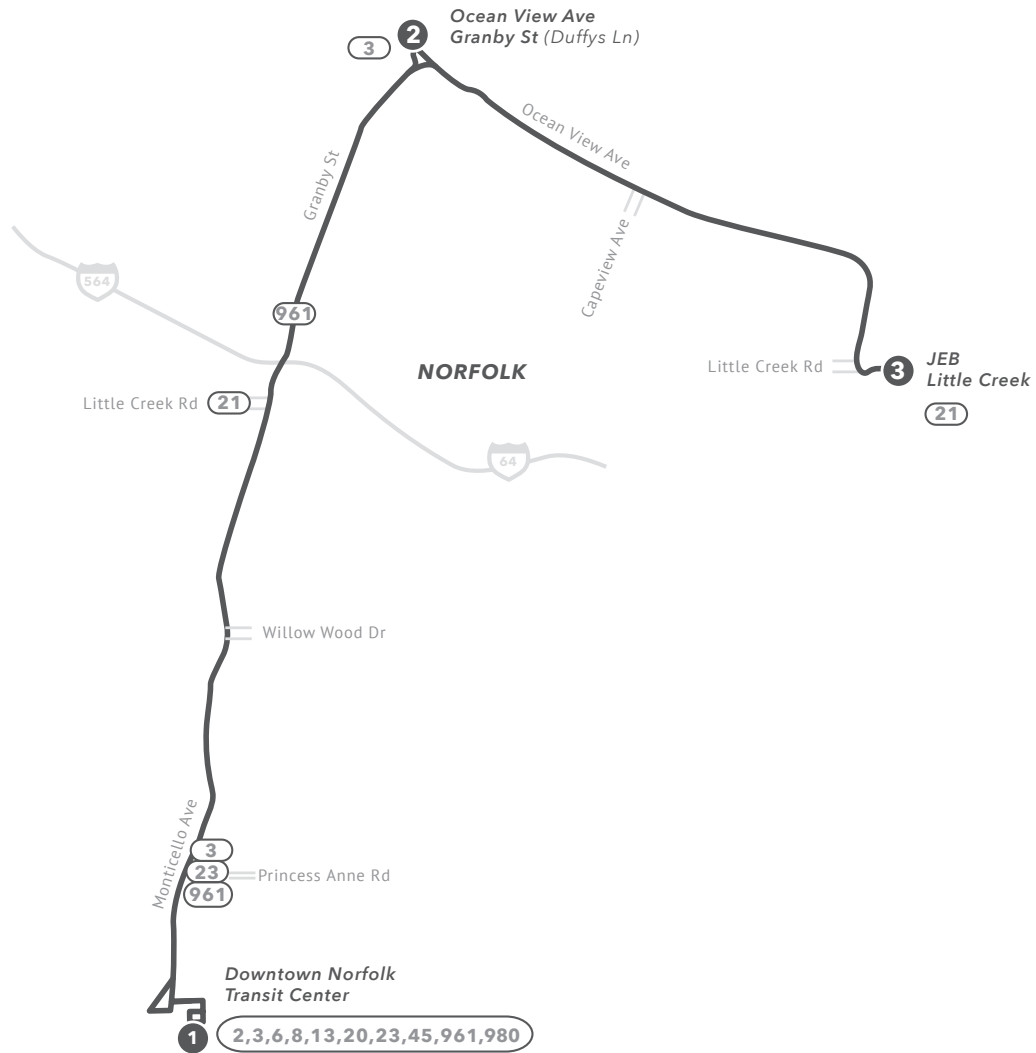 Ocean View Ave
Granby St (Duffys Ln)
2
3
Ocean View Ave
Granby St
Capeview Ave
564
961
NORFOLK
Little Creek Rd
3
JEB
Little Creek
21
Little Creek Rd
21
64
Willow Wood Dr
Monticello Ave
3
23
961
Princess Anne Rd
Downtown Norfolk
Transit Center
1
2,3,6,8,13,20,23,45,961,980